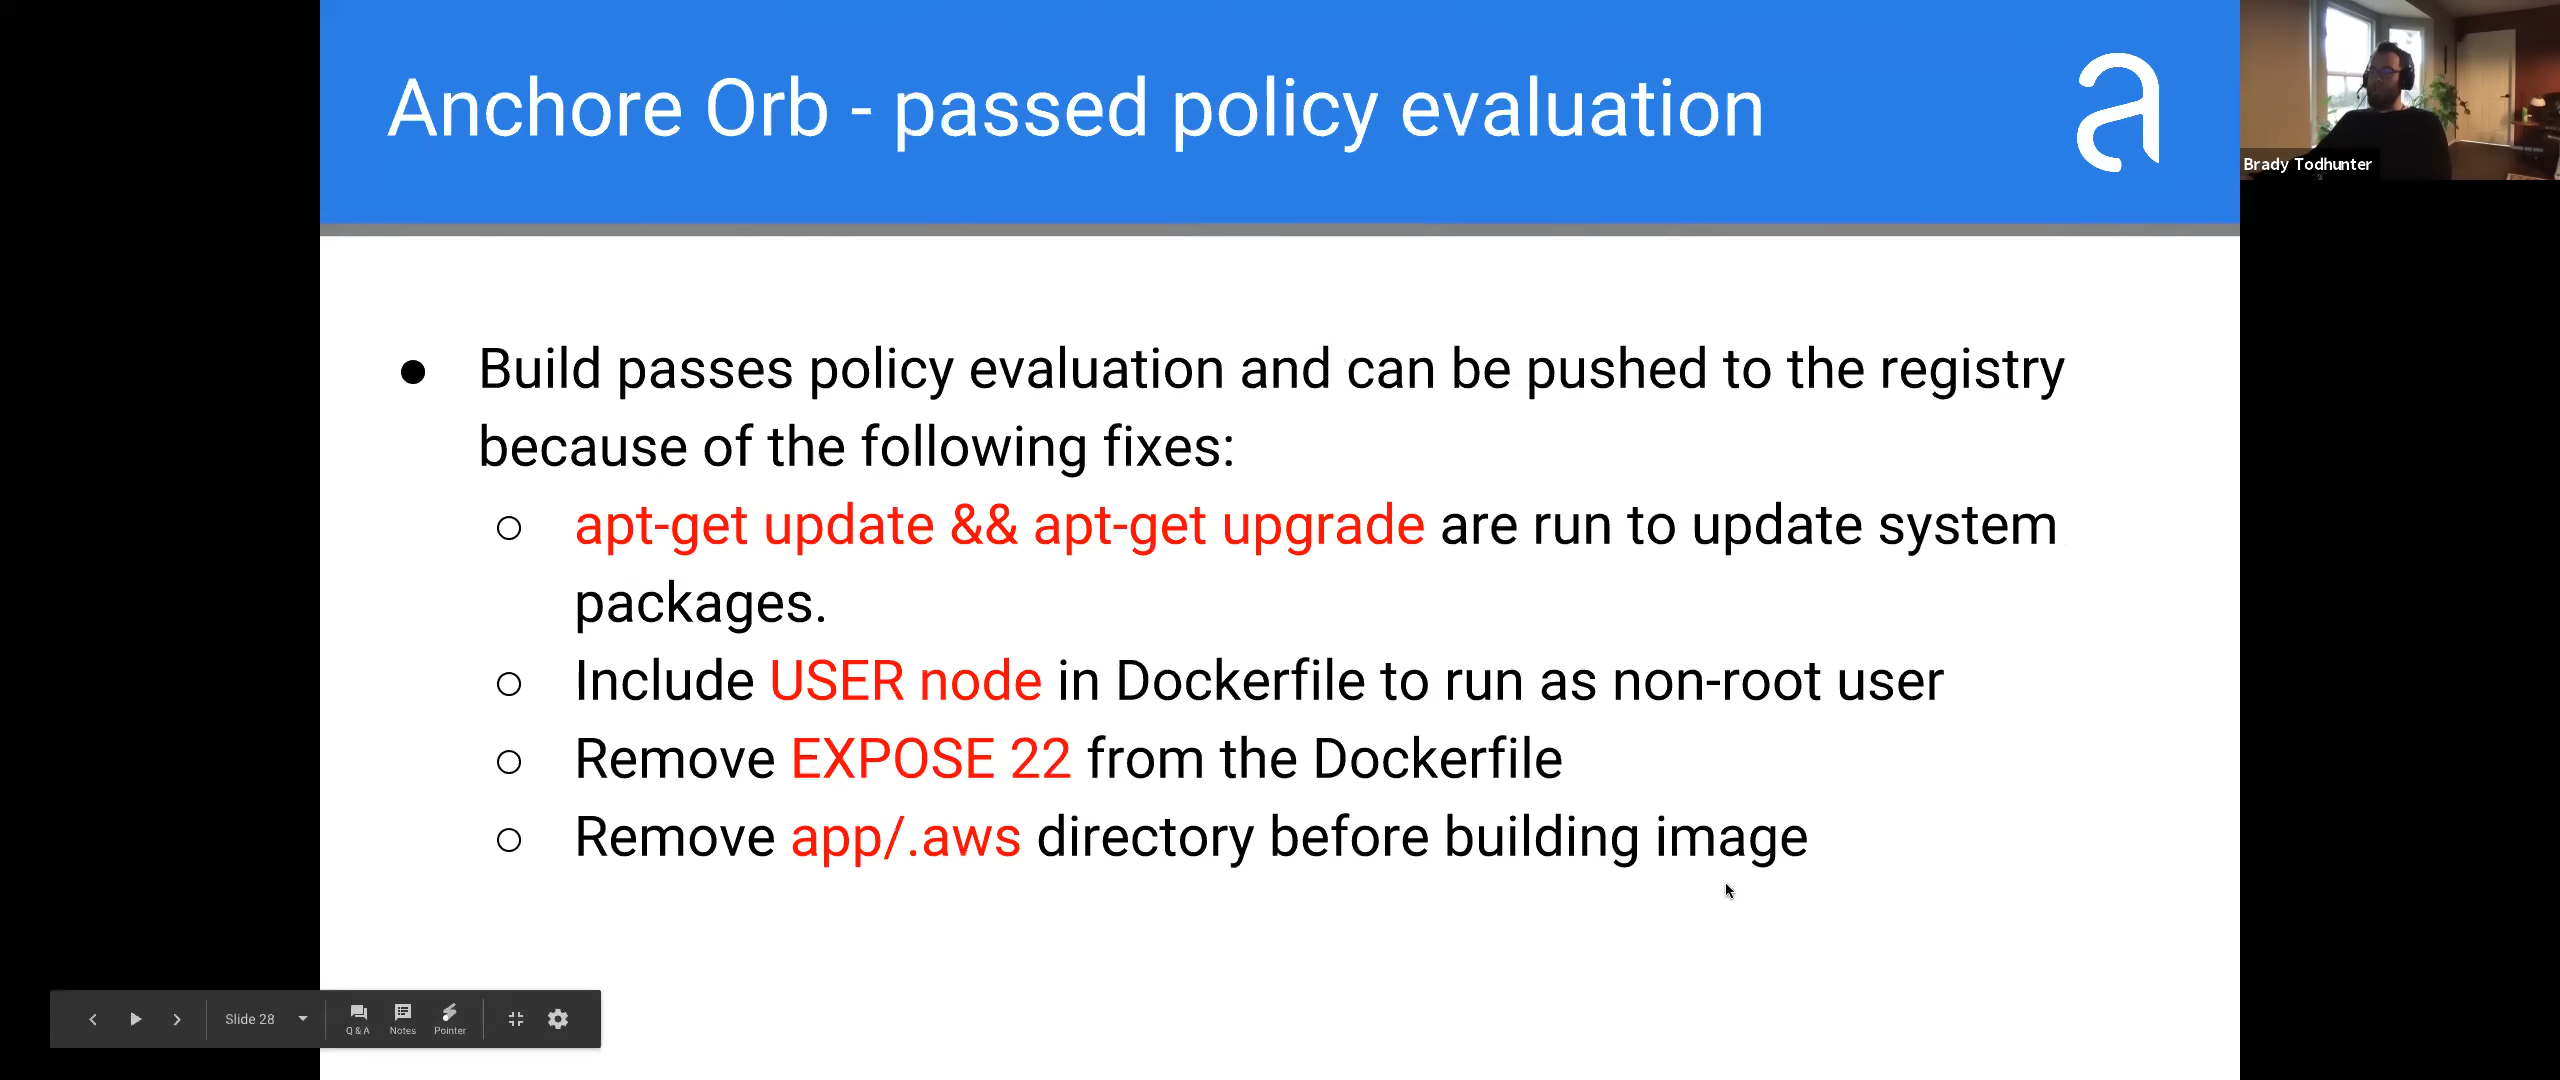 Anchore Orb - passed policy evaluation
Brady Todhunter
● Build passes policy evaluation and can be pushed to the registry
because of the following fixes:
○ apt-get update && apt-get upgrade are run to update system
packages.
○ Include USER node in Dockerfile to run as non-root user
○ Remove EXPOSE 22 from the Dockerfile
○ Remove app/.aws directory before building image
Slide 28
Q & A
Notes
Pointer